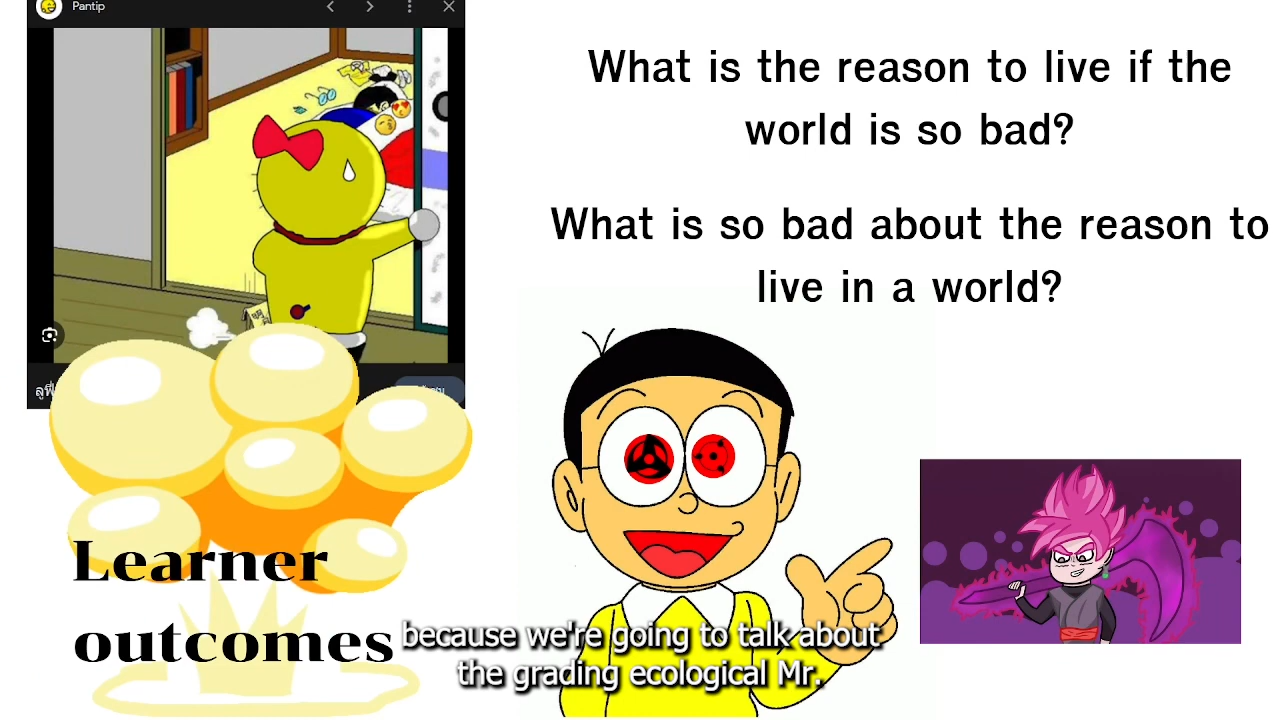 Pantip
What is the reason to live if the
world is so bad?
What is so bad about the reason to
live in a world?
Learner
outcomes
because we're going to talk about
the grading ecological Mr.